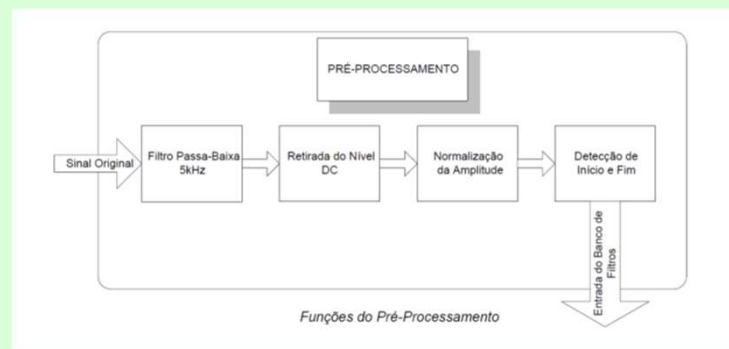 PRÉ-PROCESSAMENTO
Sinal Original
Filtro Passa-Baixa
5kHz
Retirada do Nível
DC
Normalização
da Amplitude
Detecção de
Início e Fim
Entrada do Banco de
Filtros
Funções do Pré-Processamento